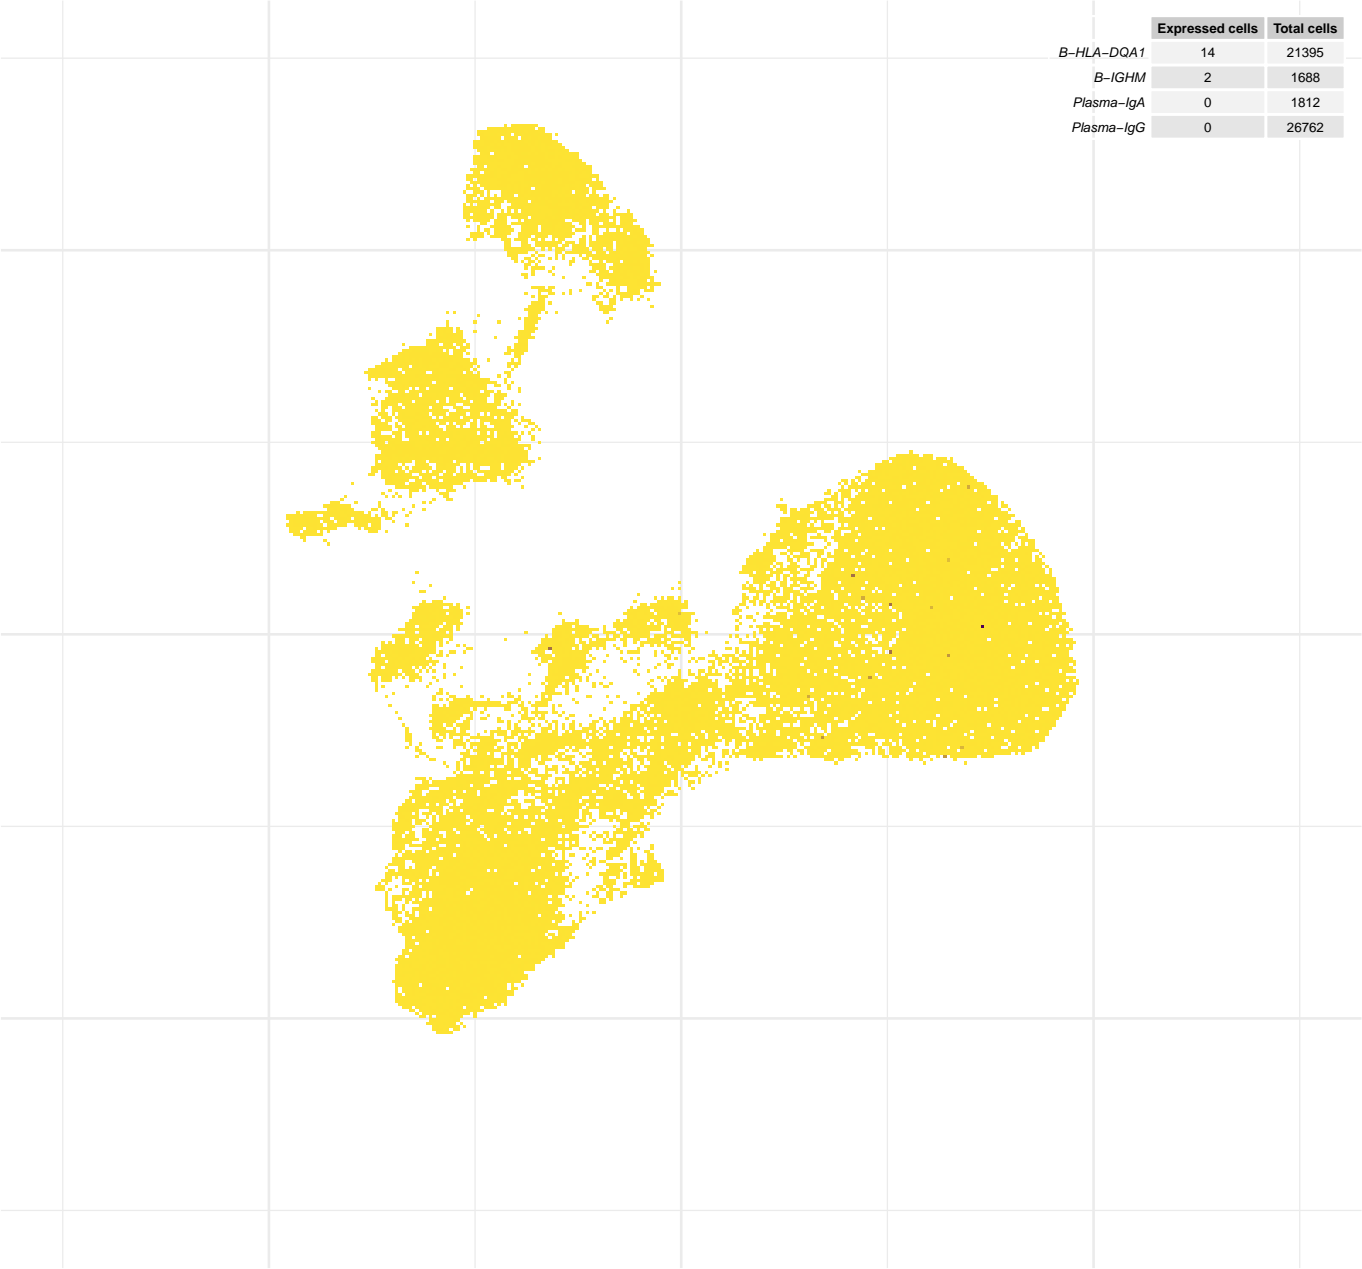 Expressed cells Total cells
B−HLA−DQA1 14 21395
B−IGHM 2 1688
Plasma−IgA 0 1812
Plasma−IgG 0 26762